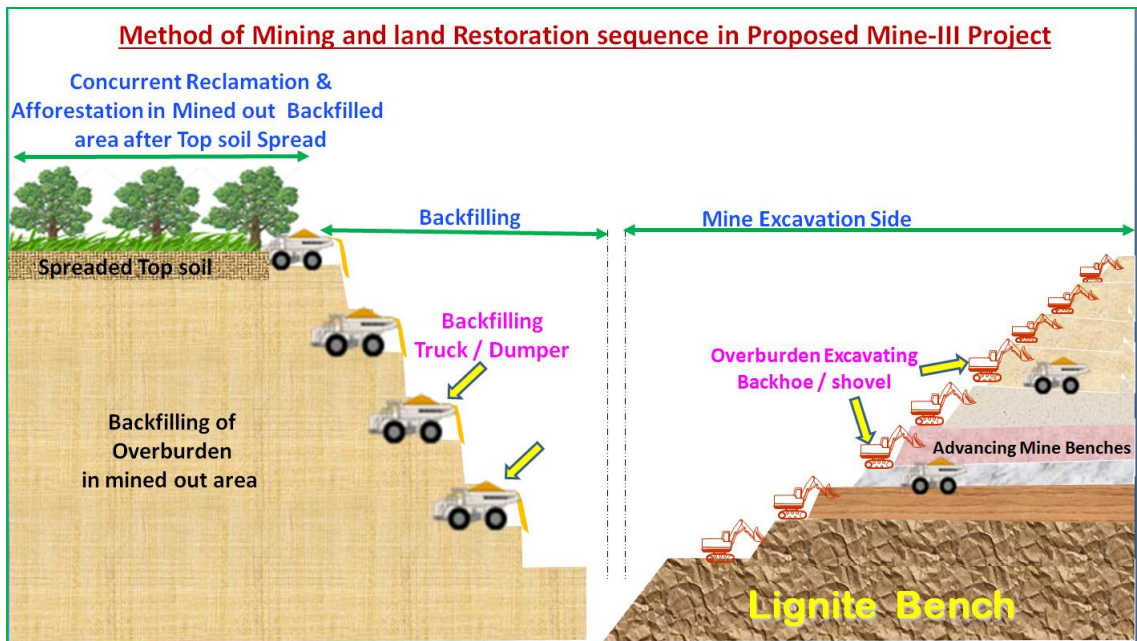 Method of Mining and land Restoration sequence in Proposed Mine-III Project
Concurrent Reclamation &
Afforestation in Mined out Backfilled
area after Top soil Spread
Backfilling
Mine Excavation Side
Spreaded Top soil
Backfilling
Truck / Dumper
Overburden Excavating
Backhoe / shovel
Backfilling of
Overburden
in mined out area
Advancing Mine Benches
Lignite Bench